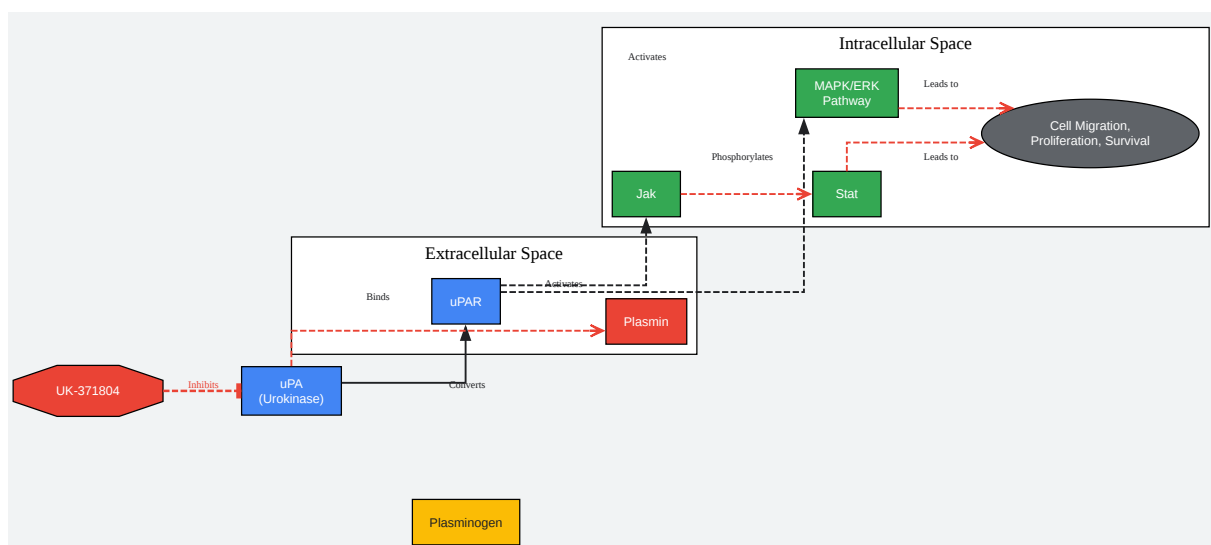 Intracellular Space
Activates
MAPK/ERK
Pathway
Leads to
Cell Migration,
Proliferation, Survival
Phosphorylates
Leads to
Jak
Stat
Extracellular Space
Activates
Binds
uPAR
Plasmin
UK-371804
Inhibits
uPA
(Urokinase)
Converts
Plasminogen